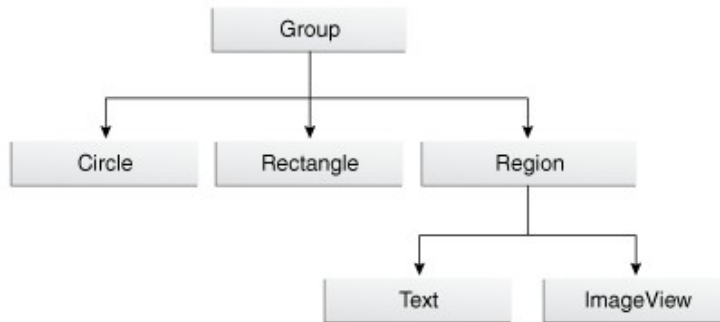 Group
Circle
Rectangle
Region
Text
ImageView